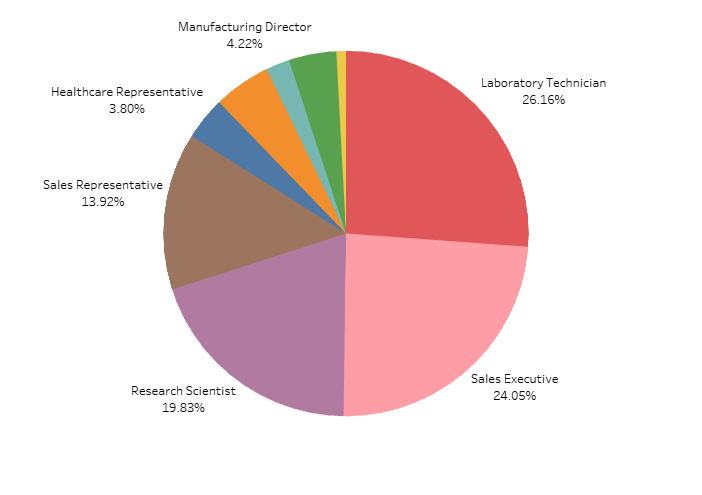 Manufacturing Director
4.22%
Laboratory Technician
26.16%
Healthcare Representative
3.80%
Sales Representative
13.92%
Sales Executive
24.05%
Research Scientist
19.83%